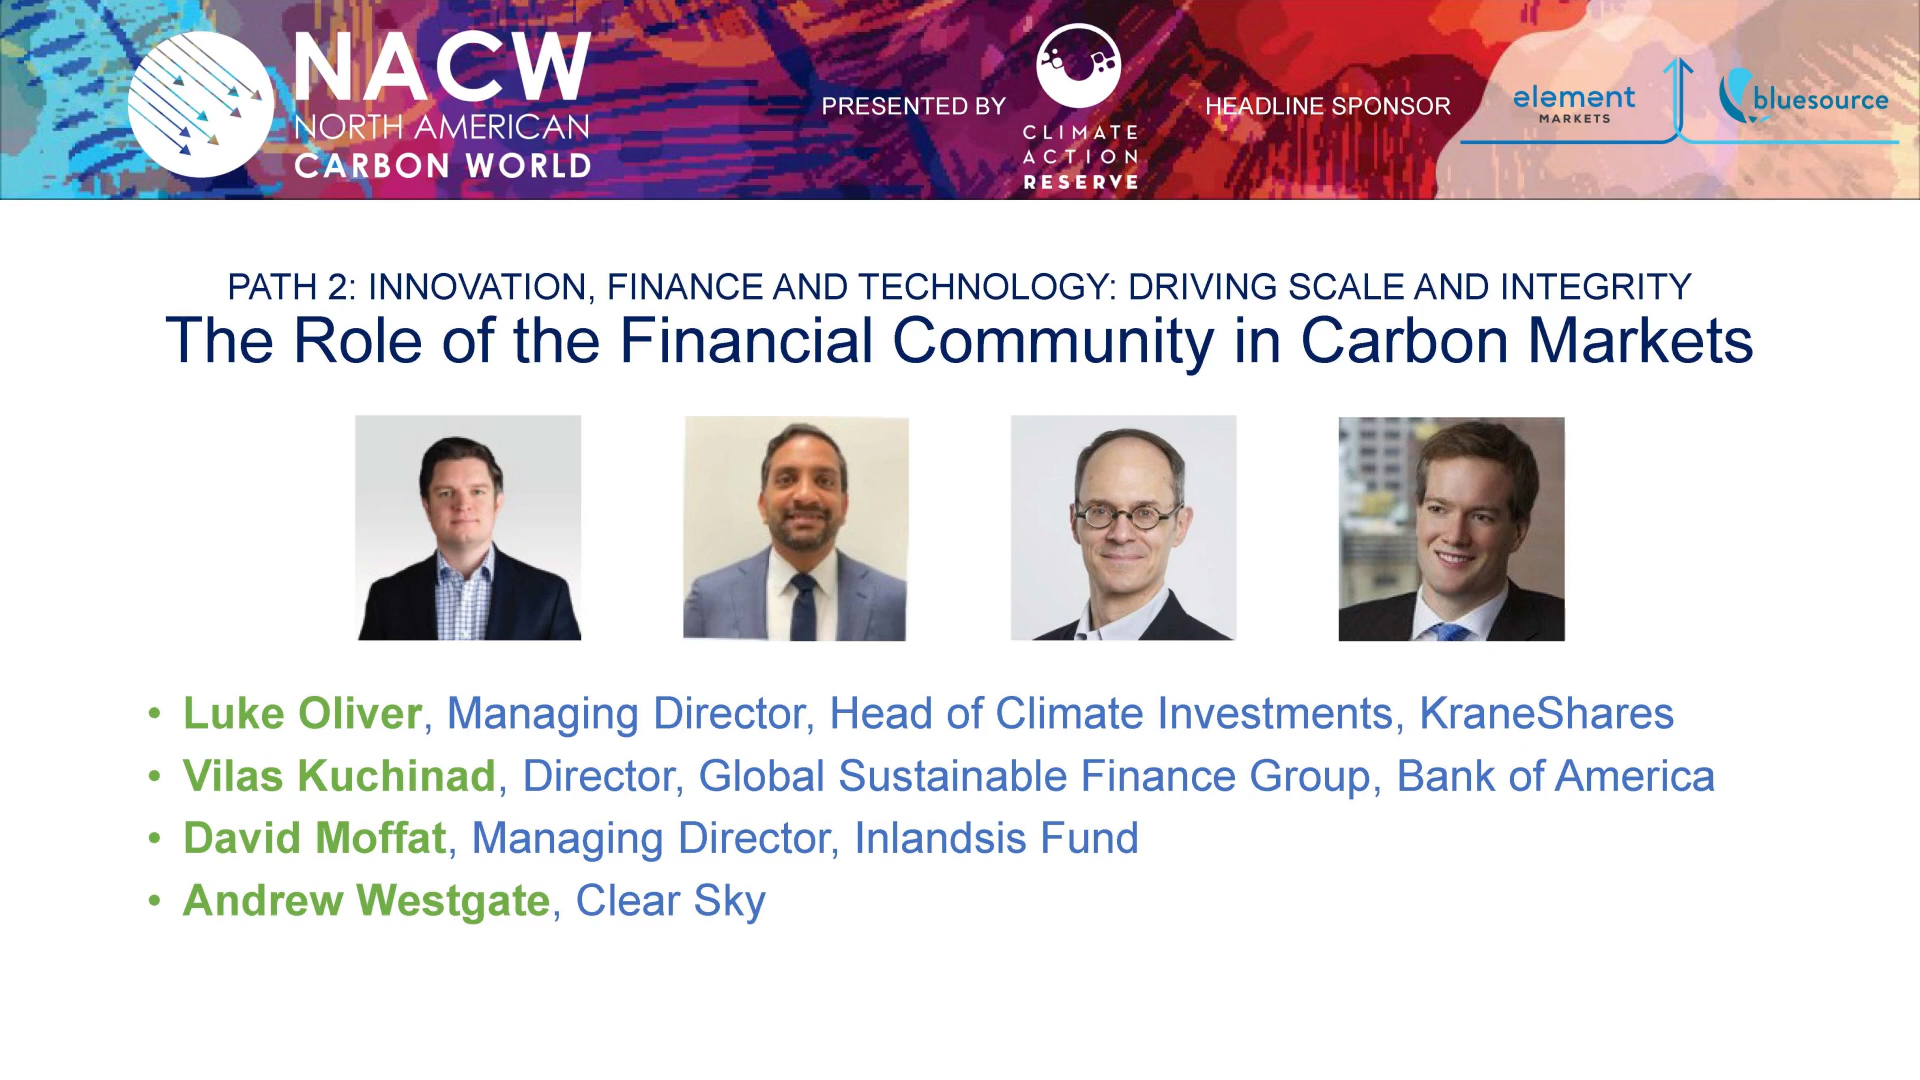 NACW
NORTH AMERICAN
CARBON WORLD
PRESENTED BY
CLIMATE
ACTION
RESERVE
HEADLINE SPONSOR
element
MARKETS
bluesource
PATH 2: INNOVATION, FINANCE AND TECHNOLOGY: DRIVING SCALE AND INTEGRITY
The Role of the Financial Community in Carbon Markets
• Luke Oliver, Managing Director, Head of Climate Investments, KraneShares
• Vilas Kuchinad, Director, Global Sustainable Finance Group, Bank of America
• David Moffat, Managing Director, Inlandsis Fund
• Andrew Westgate, Clear Sky